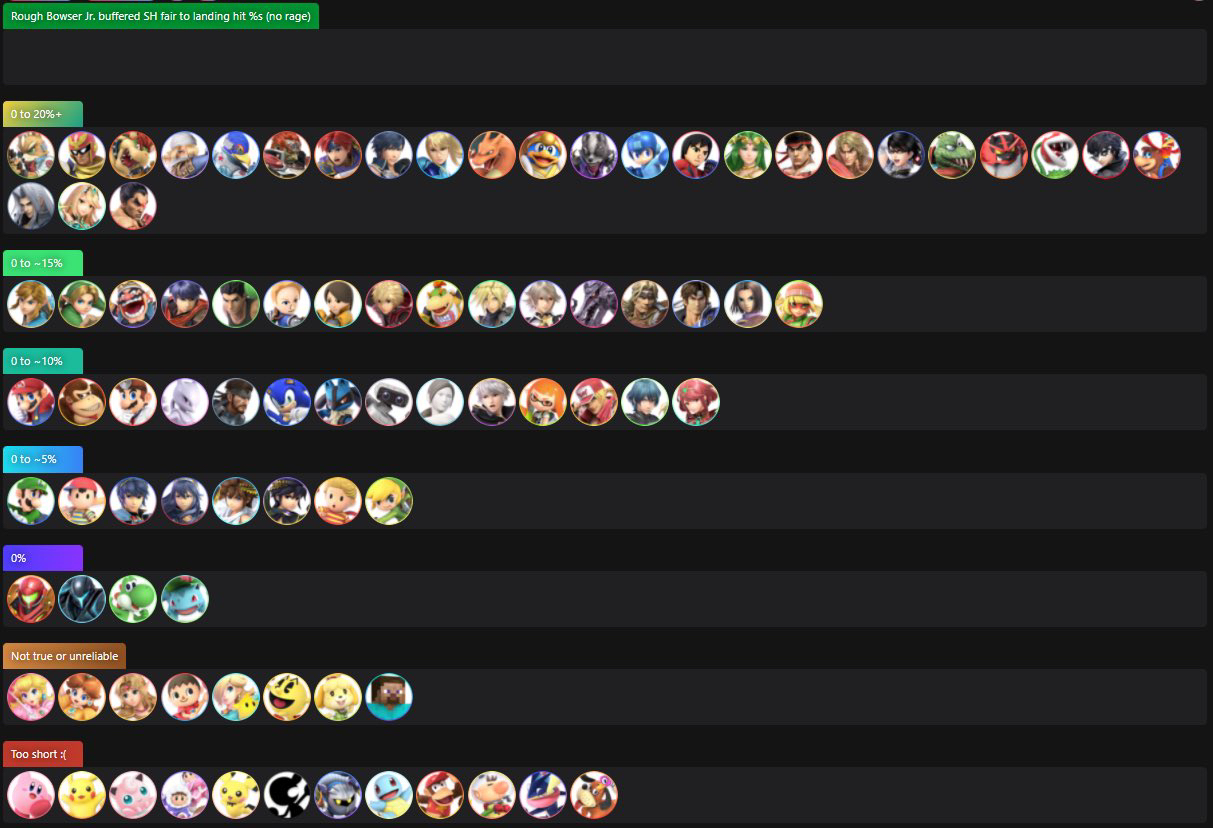 Rough Bowser Jr. buffered SH fair to landing hit %s (no rage)
0 to 20%+
0 to ~15%
0 to ~10%
0 to ~5%
0%
Not true or unreliable
Too short :(